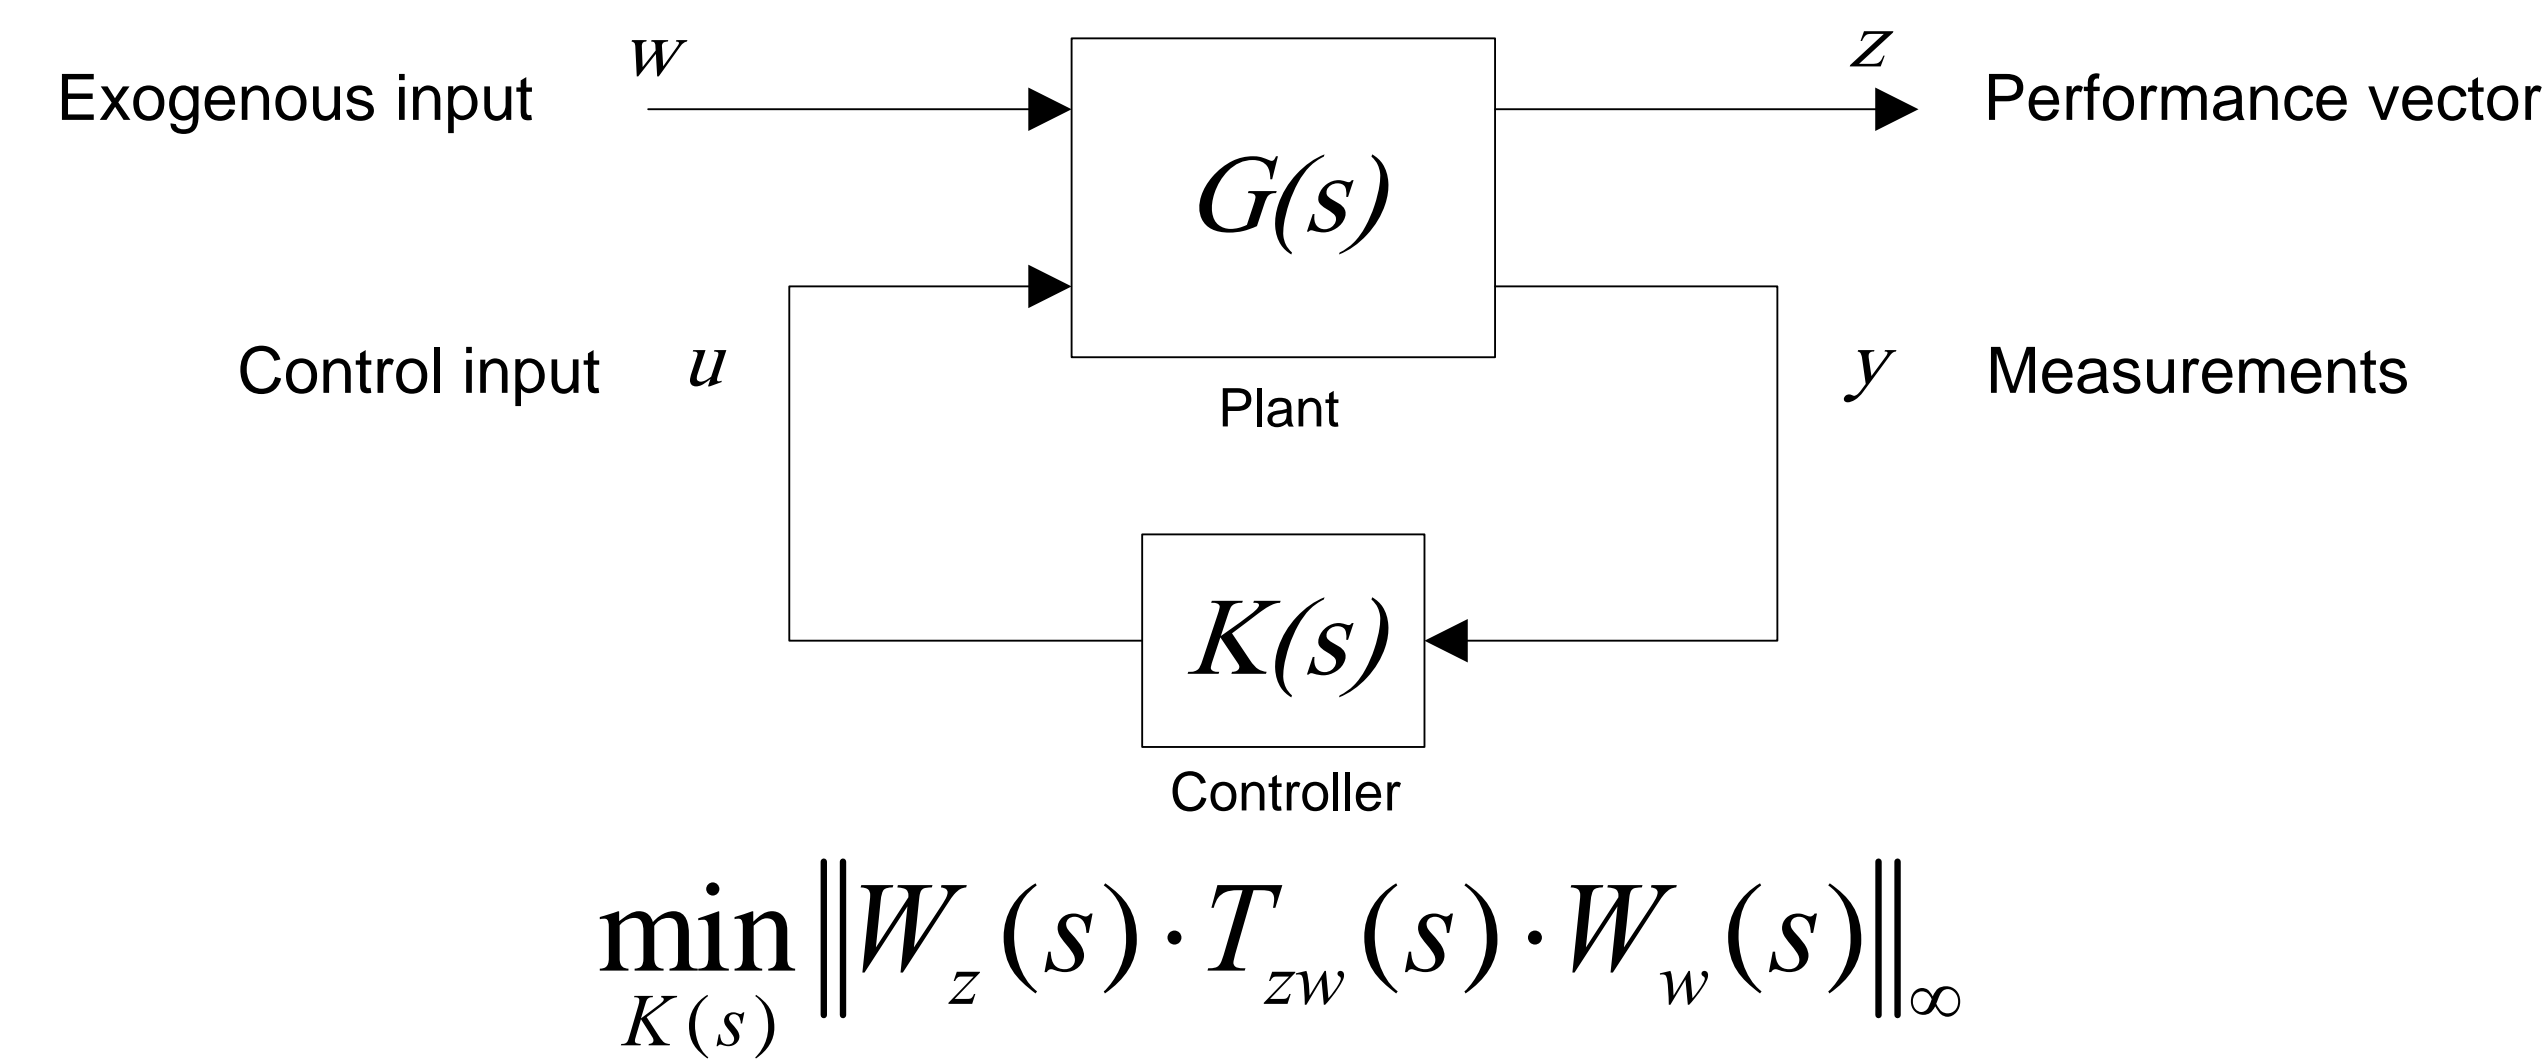 w
z
Exogenous input
Performance vector
G(s)
Control input u
y Measurements
Plant
K(s)
Controller
min ‖W_z(s)·T_zw(s)·W_w(s)‖_∞
K(s)